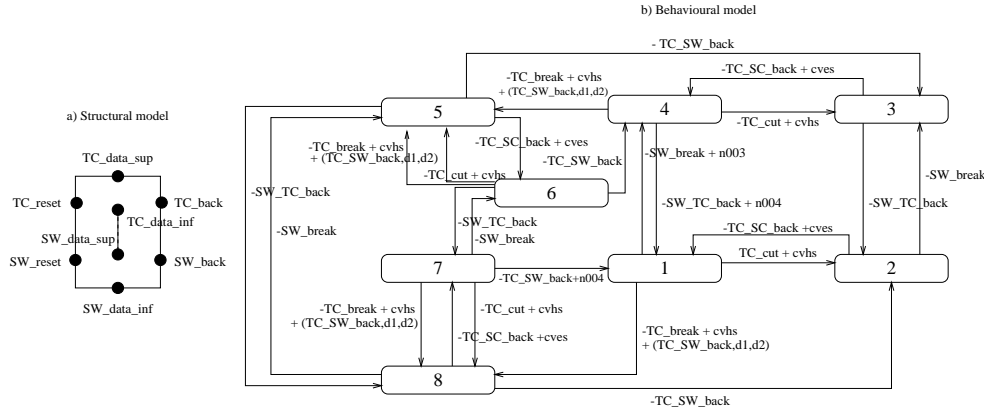 b) Behavioural model
- TC_SW_back
-TC_SC_back + cves
-TC_break + cvhs
+ (TC_SW_back,d1,d2)
5
4
3
a) Structural model
-TC_cut + cvhs
-TC_break + cvhs
+ (TC_SW_back,d1,d2)
-TC_SC_back + cves
-SW_break + n003
TC_data_sup
-TC_cut + cvhs
-TC_SW_back
-SW_break
-SW_TC_back
6
TC_reset
TC_back
TC_data_inf
-SW_TC_back
-SW_TC_back + n004
-SW_TC_back
SW_data_sup
-SW_break
-SW_break
-TC_SC_back +cves
SW_reset
SW_back
7
1
2
TC_cut + cvhs
-TC_SW_back+n004
SW_data_inf
-TC_break + cvhs
+ (TC_SW_back,d1,d2)
-TC_cut + cvhs
-TC_SC_back +cves
-TC_break + cvhs
+ (TC_SW_back,d1,d2)
8
-TC_SW_back